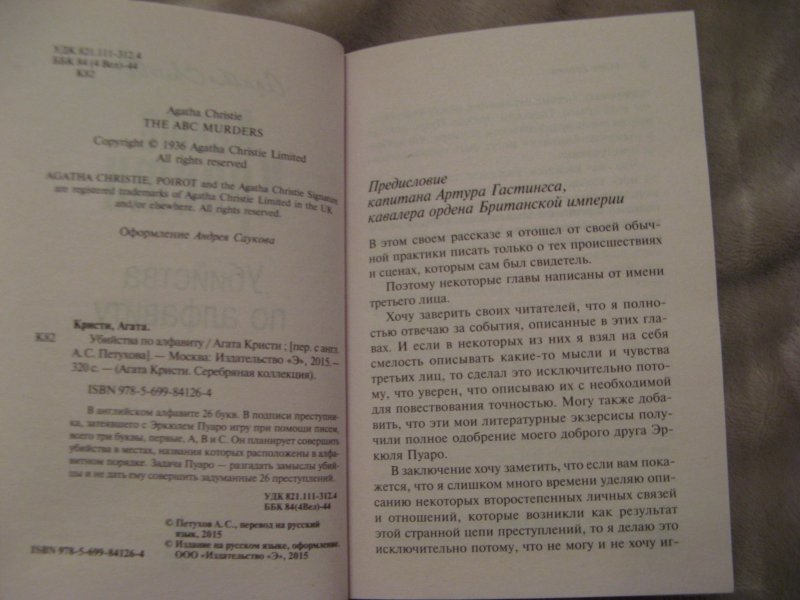 УДК 821.111-312.4
ББК 84 (4 Вел)-44
К82
Agatha Christie
THE ABC MURDERS
Copyright © 1936 Agatha Christie Limited
All rights reserved
AGATHA CHRISTIE, POIROT and the Agatha Christie Signature
are registered trademarks of Agatha Christie Limited in the UK
and/or elsewhere. All rights reserved.
Оформление Андрея Саукова
Кристи, Агата.
К82 Убийства по алфавиту / Агата Кристи ; [пер. с англ.
А. С. Петухова]. — Москва: Издательство «Э», 2015.—
320 с. — (Агата Кристи. Серебряная коллекция).
ISBN 978-5-699-84126-4
В английском алфавите 26 букв. В подписи преступни-
ка, затеявшего с Эркюлем Пуаро игру при помощи писем,
всего три буквы, первые, А, В и С. Он планирует совершить
убийства в местах, названия которых расположены в алфа-
витном порядке. Задача Пуаро — разгадать замыслы убий-
цы и не дать ему совершить задуманные 26 преступлений.
УДК 821.111-312.4
ББК 84(4Вел)-44
© Петухов А. С., перевод на русский
язык, 2015
© Издание на русском языке, оформление.
ООО «Издательство «Э», 2015
ISBN 978-5-699-84126-4
Предисловие
капитана Артура Гастингса,
кавалера ордена Британской империи
В этом своем рассказе я отошел от своей обыч-
ной практики писать только о тех происшествиях
и сценах, которым сам был свидетель.
Поэтому некоторые главы написаны от имени
третьего лица.
Хочу заверить своих читателей, что я полно-
стью отвечаю за события, описанные в этих гла-
вах. И если в некоторых из них я взял на себя
смелость описывать какие-то мысли и чувства
третьих лиц, то сделал это исключительно пото-
му, что уверен, что описываю их с необходимой
для повествования точностью. Могу также доба-
вить, что эти мои литературные экзерсисы полу-
чили полное одобрение моего доброго друга Эр-
кюля Пуаро.
В заключение хочу заметить, что если вам пока-
жется, что я слишком много времени уделяю опи-
санию некоторых второстепенных личных связей
и отношений, которые возникли как результат
этой странной цепи преступлений, то я делаю это
исключительно потому, что не могу и не хочу иг-